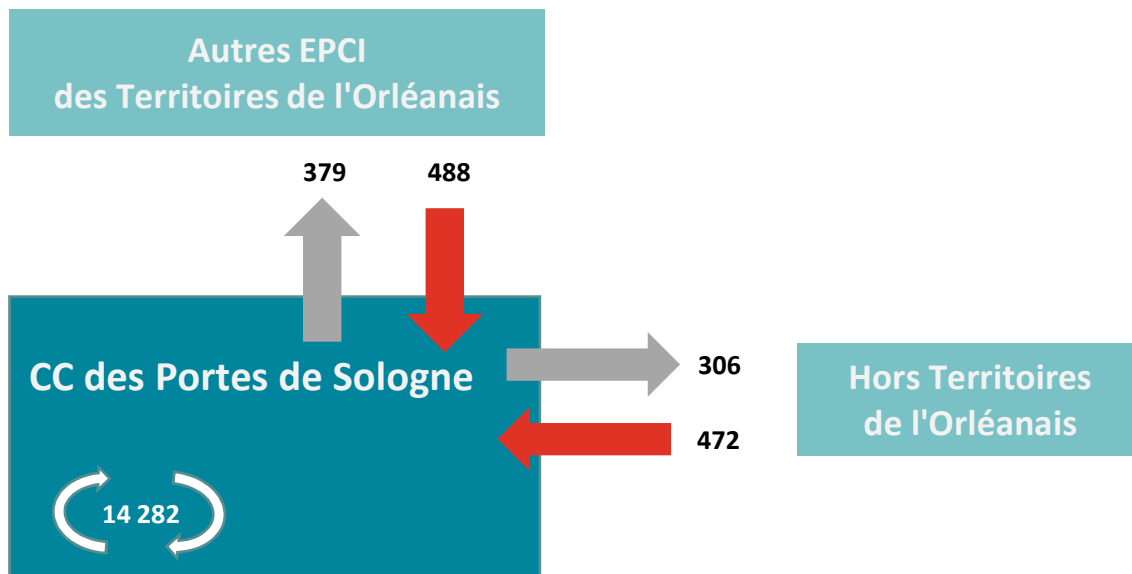 Autres EPCI
des Territoires de l'Orléanais
379 488
CC des Portes de Sologne
306
472
Hors Territoires
de l'Orléanais
14 282